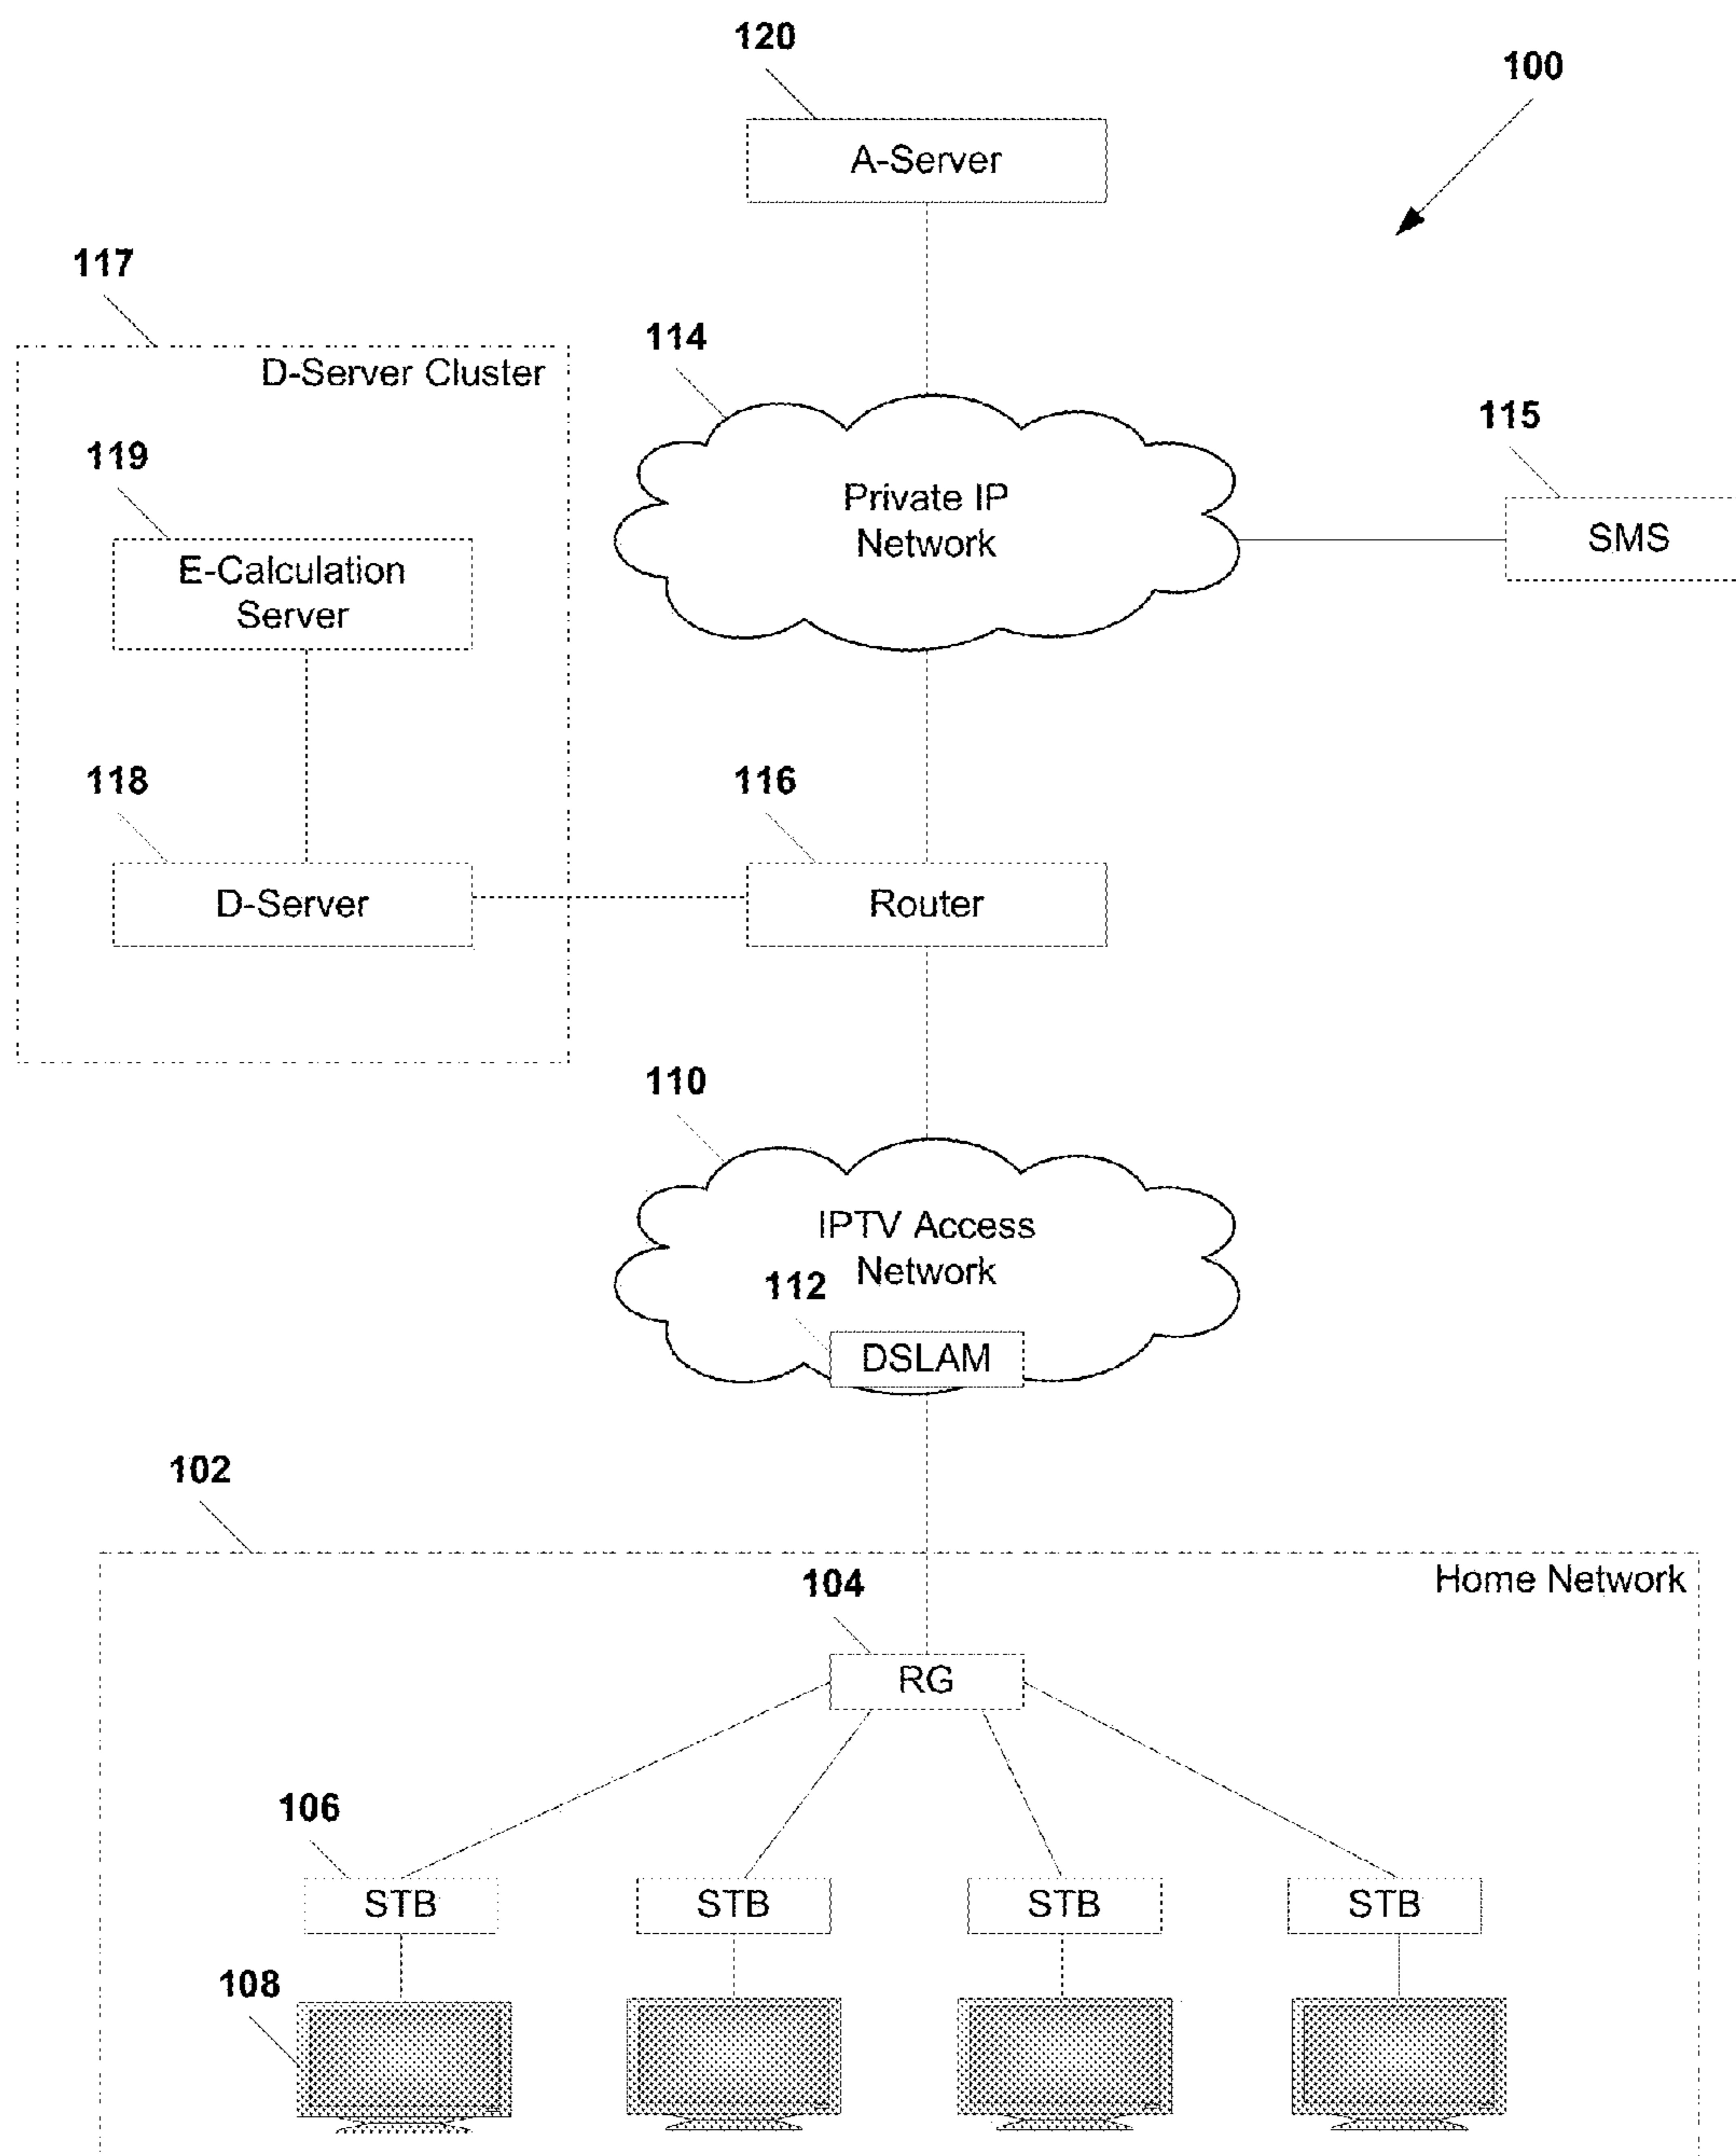 120
100
A-Server
117
114
D-Server Cluster
115
119
Private IP
Network
SMS
E-Calculation
Server
118
116
D-Server
Router
110
IPTV Access
Network
112
DSLAM
102
104
Home Network
RG
106
STB
STB
STB
STB
108